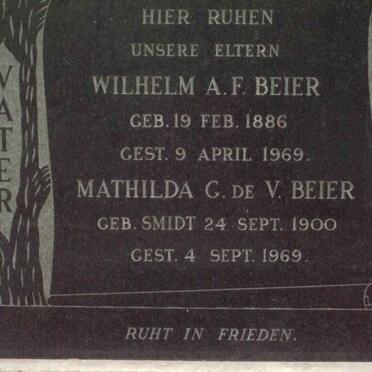 HIER RUHEN
UNSERE ELTERN
WILHELM A.F. BEIER
GEB. 19 FEB. 1886
GEST. 9 APRIL 1969.
MATHILDA G. DE V. BEIER
GEB. SMIDT 24 SEPT. 1900
GEST. 4 SEPT. 1969.
RUHT IN FRIEDEN.
VATER